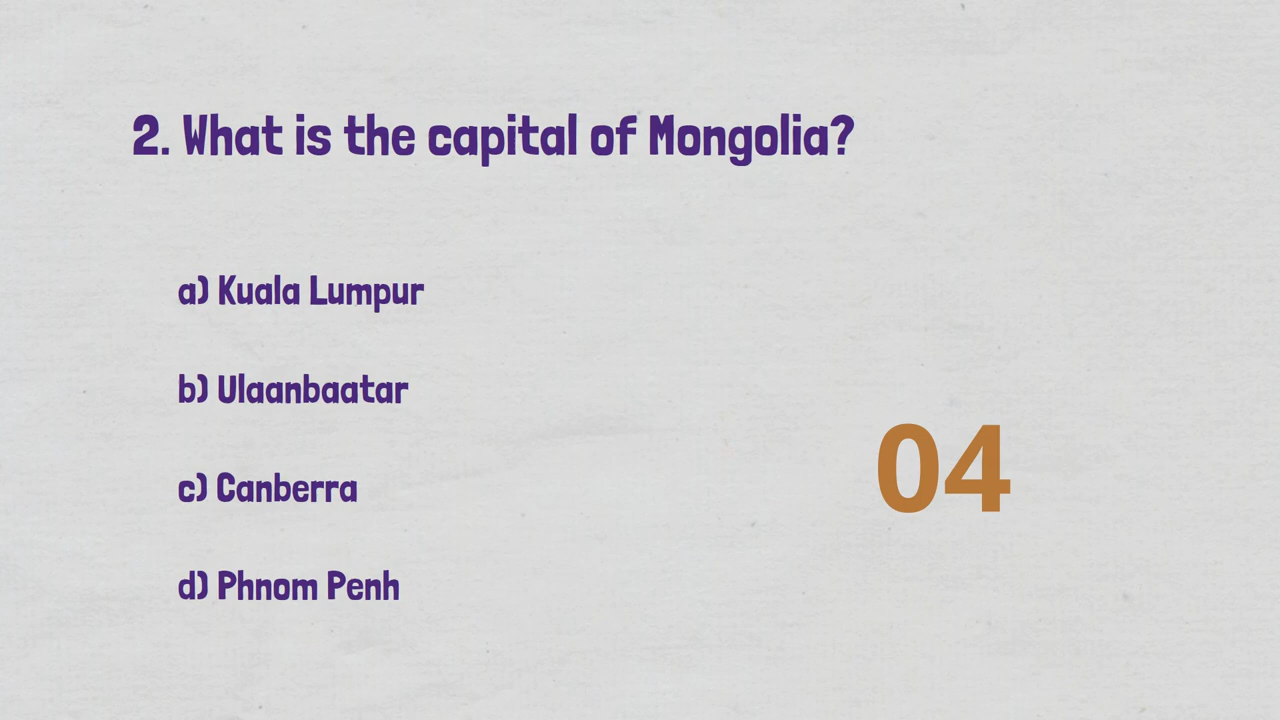 2. What is the capital of Mongolia?
a) Kuala Lumpur
b) Ulaanbaatar
c) Canberra
04
d) Phnom Penh